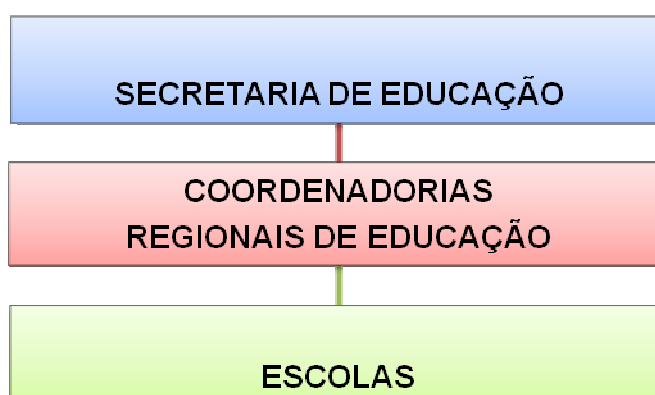 SECRETARIA DE EDUCAÇÃO
COORDENADORIAS
REGIONAIS DE EDUCAÇÃO
ESCOLAS